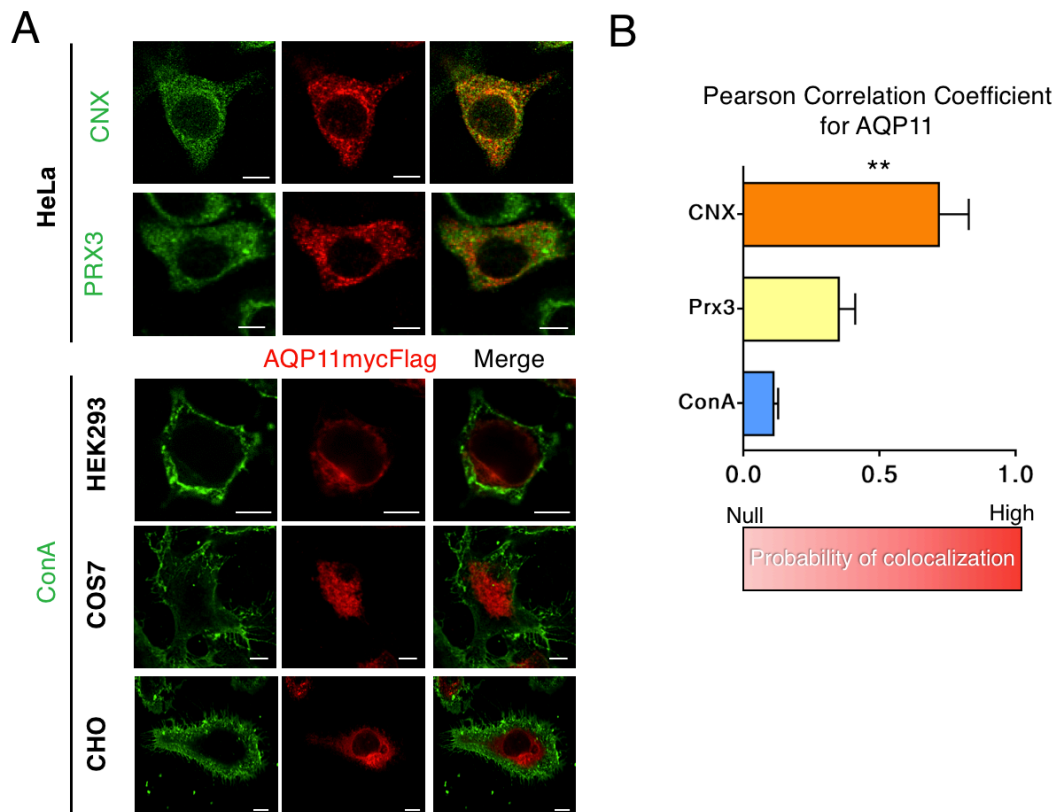 A
HeLa
CNX
PRX3
AQP11mycFlag
Merge
ConA
HEK293
COS7
CHO
B
Pearson Correlation Coefficient
for AQP11
**
CNX
Prx3
ConA
0.0
0.5
1.0
Null
High
Probability of colocalization